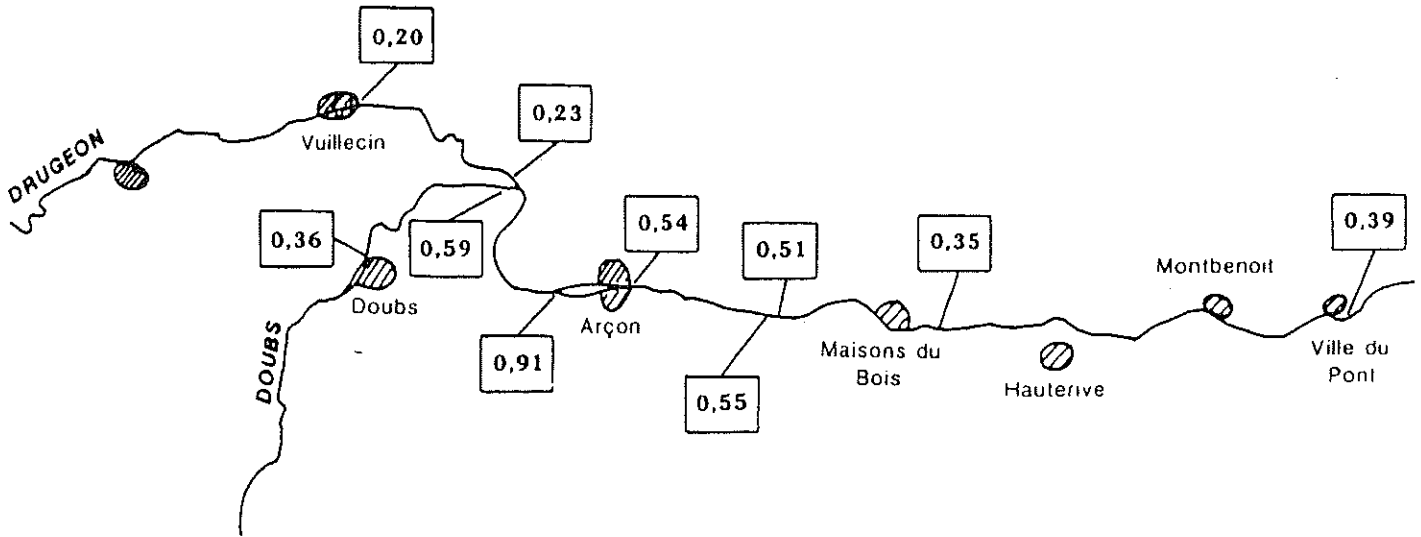 0,20
0,23
Vuillecin
DRUGEON
0,36
0,59
0,54
0,51
0,35
0,39
Montbenoit
Doubs
Arçon
DOUBS
0,91
0,55
Maisons du
Bois
Hauterive
Ville du
Pont